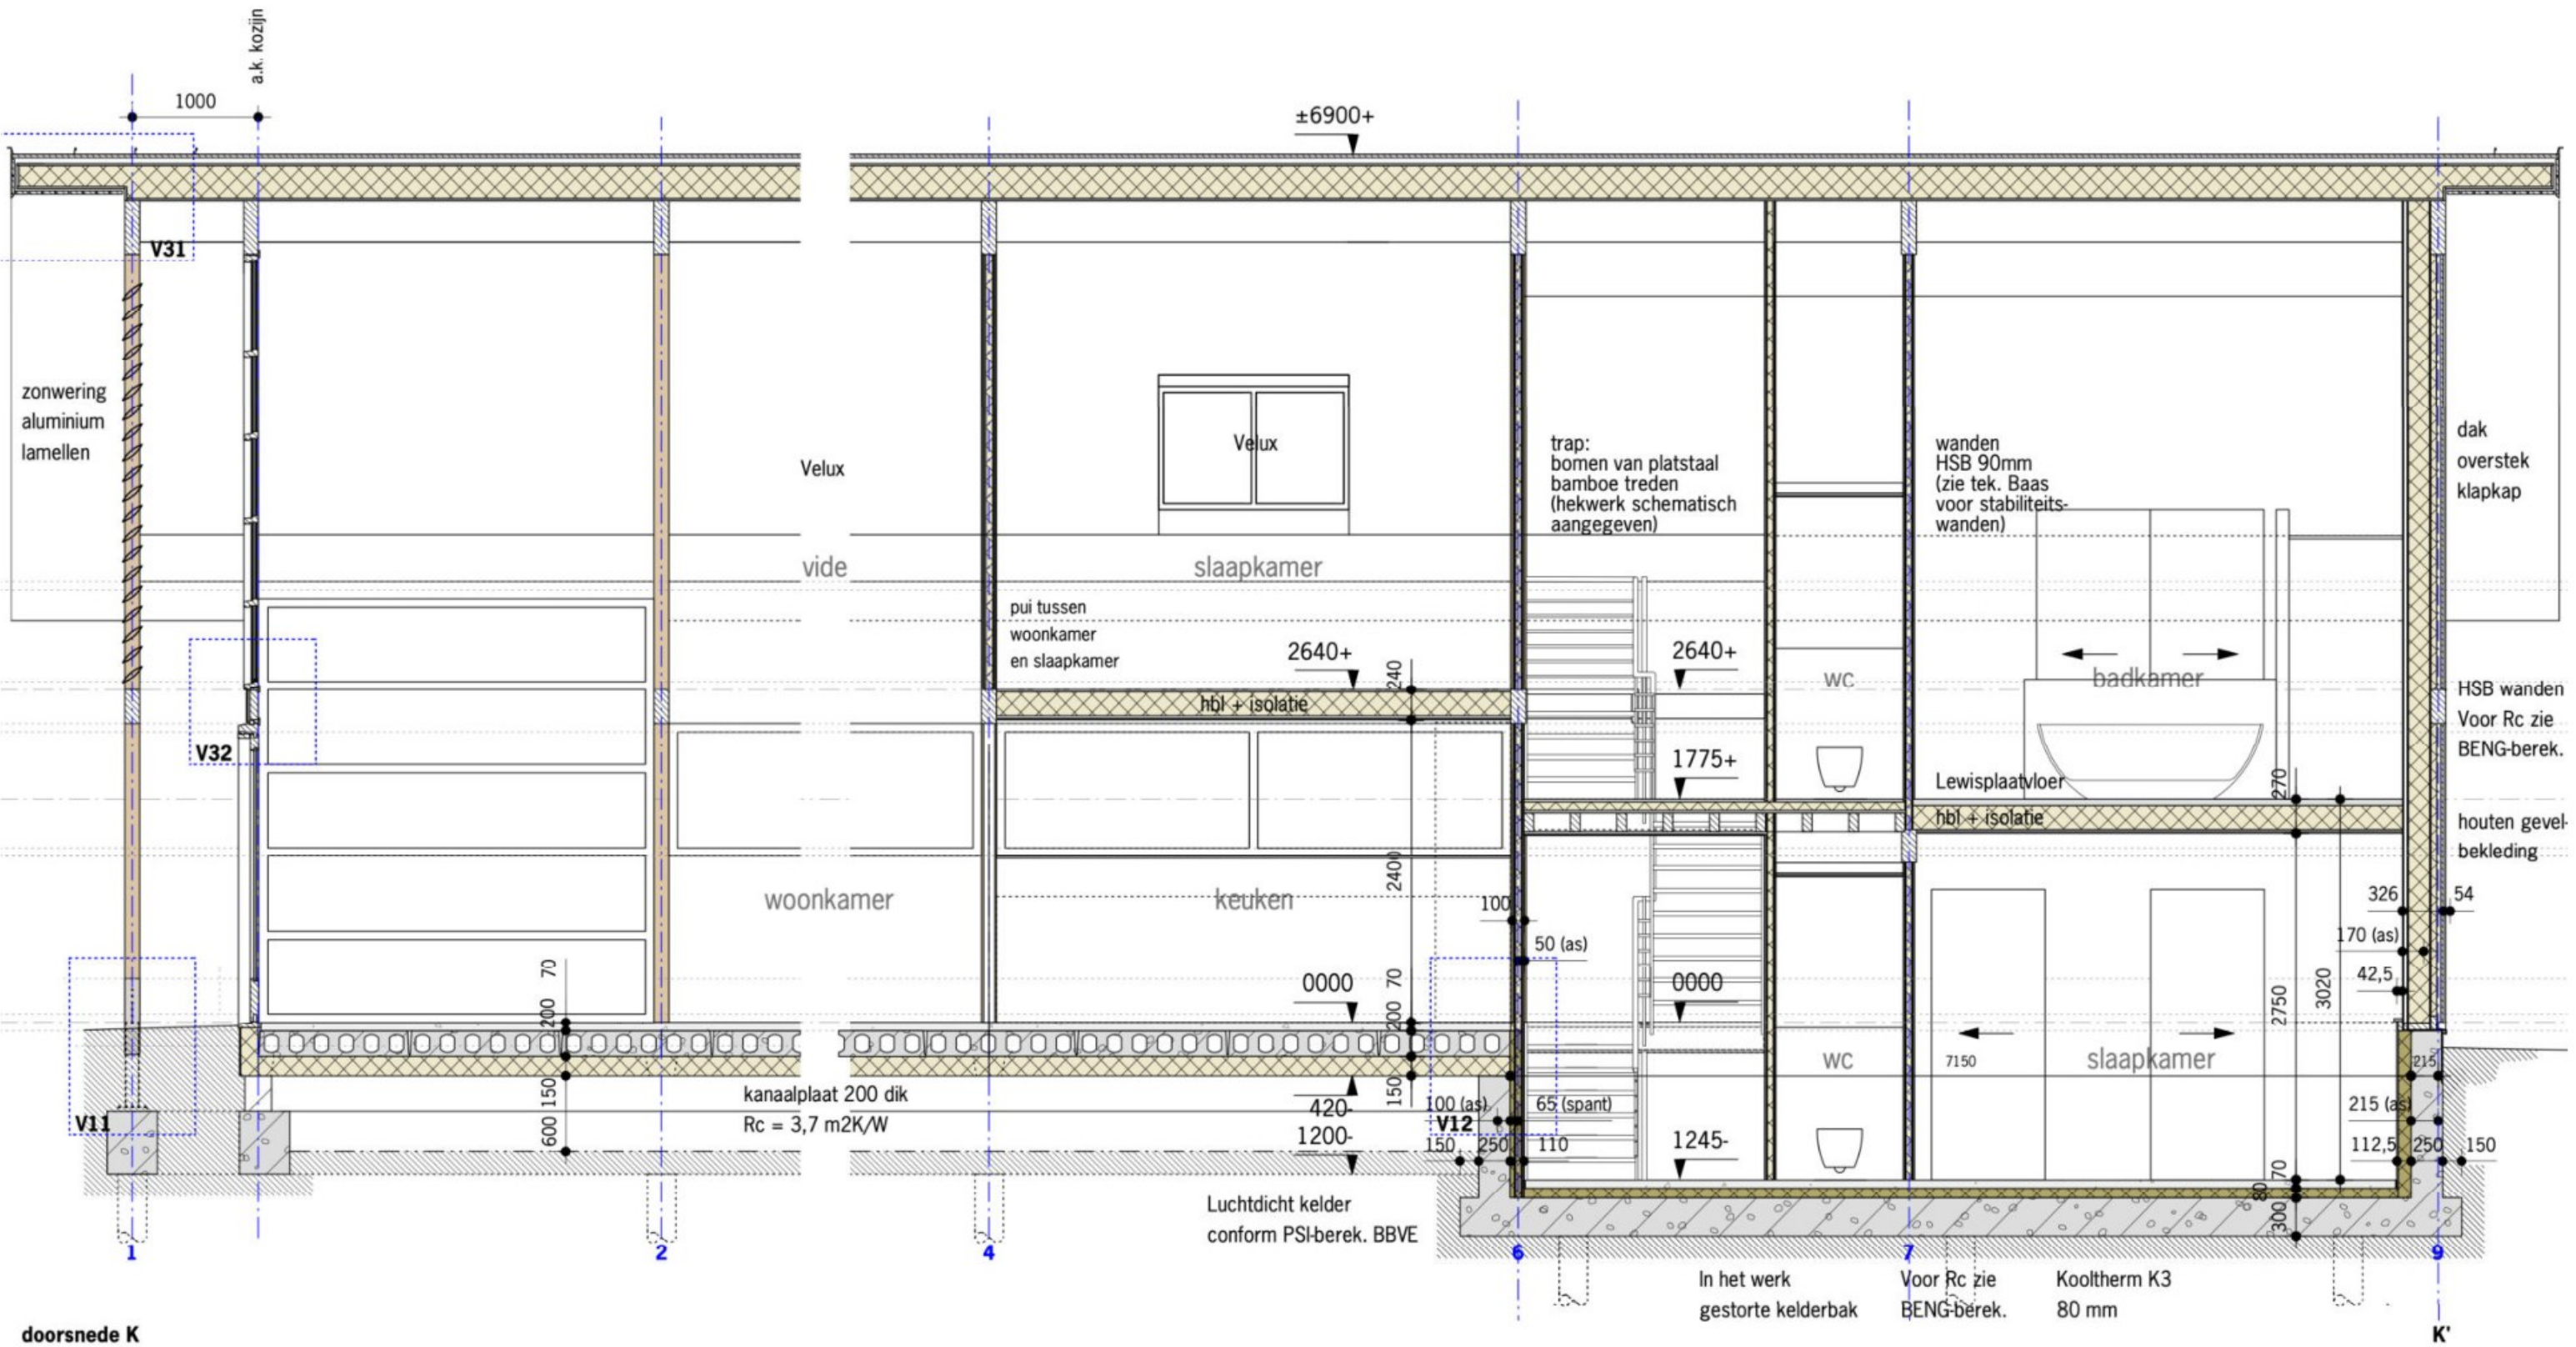 a.k. kozijn
1000
±6900+
V31
zonwering
aluminium
lamellen
Velux
Velux
trap:
bomen van platstaal
bamboe treden
(hekwerk schematisch
aangegeven)
wanden
HSB 90mm
(zie tek. Baas
voor stabiliteits-
wanden)
dak
overstek
klapkap
vide
slaapkamer
pui tussen
woonkamer
en slaapkamer
2640+
240
2640+
wc
badkamer
HSB wanden
Voor Rc zie
BENG-berek.
hbl + isolatie
V32
1775+
Lewisplaatvloer
270
hbl + isolatie
houten gevel-
bekleding
2400
woonkamer
keuken
100
326
54
50 (as)
170 (as)
70
200
0000
70
200
0000
42,5
2750
3020
wc
7150
slaapkamer
215
kanaalplaat 200 dik
Rc = 3,7 m2K/W
150
600
420-
1200-
150
100 (as)
65 (spant)
V11
V12
150
250
110
1245-
215 (as)
112,5
250
150
70
80
300
Luchtdicht kelder
conform PSI-berek. BBVE
1
2
4
6
7
9
In het werk
gestorte kelderbak
Voor Rc zie
BENG-berek.
Kooltherm K3
80 mm
doorsnede K
K'